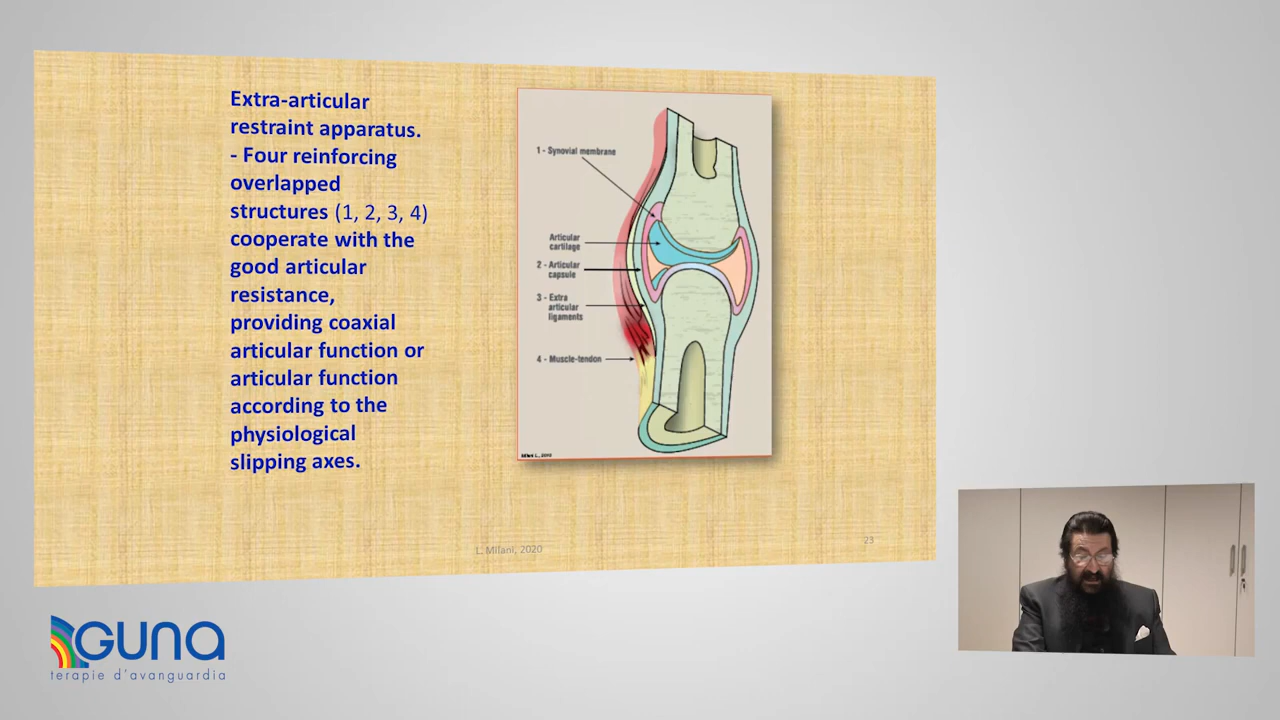 Extra-articular
restraint apparatus.
- Four reinforcing
overlapped
structures (1, 2, 3, 4)
cooperate with the
good articular
resistance,
providing coaxial
articular function or
articular function
according to the
physiological
slipping axes.
1 - Synovial membrane
Articular
cartilage
2 - Articular
capsule
3 - Extra
articular
ligaments
4 - Muscle-tendon
Milani L., 2010
L. Milani, 2020
23
GUNA
terapie d'avanguardia